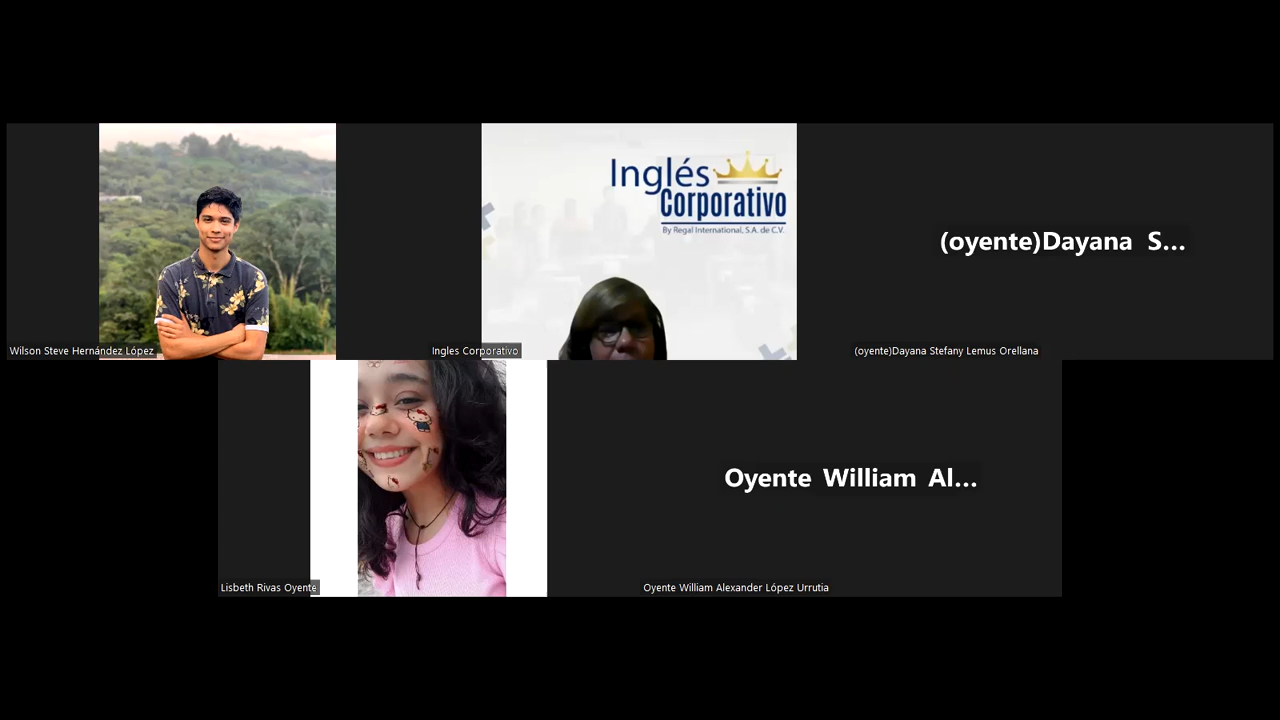 Inglés
Corporativo
By Regal International, S.A. de C.V.
(oyente)Dayana S...
Wilson Steve Hernández López
Ingles Corporativo
(oyente)Dayana Stefany Lemus Orellana
Oyente William Al...
Lisbeth Rivas Oyente
Oyente William Alexander López Urrutia